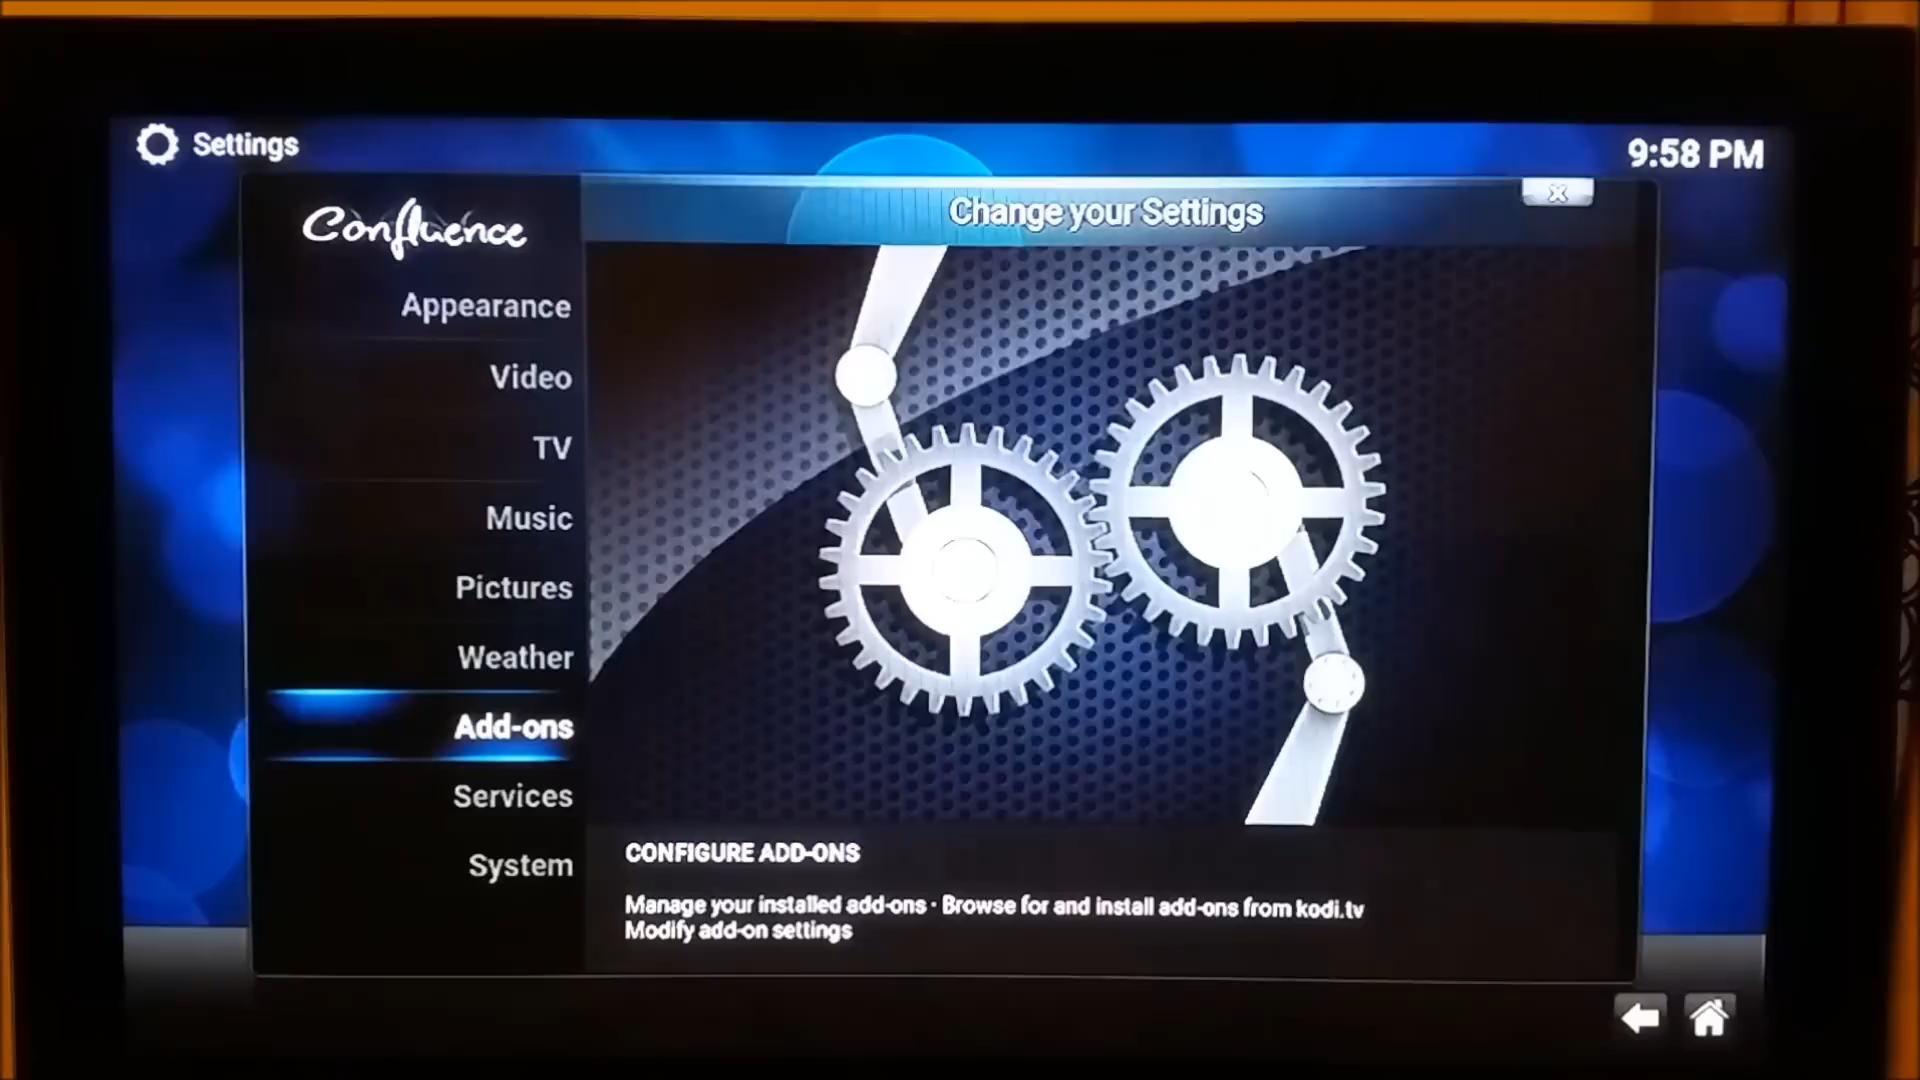 Settings
9:58 PM
Confluence
Change your Settings
x
Appearance
Video
TV
Music
Pictures
Weather
Add-ons
Services
System
CONFIGURE ADD-ONS
Manage your installed add-ons · Browse for and install add-ons from kodi.tv
Modify add-on settings